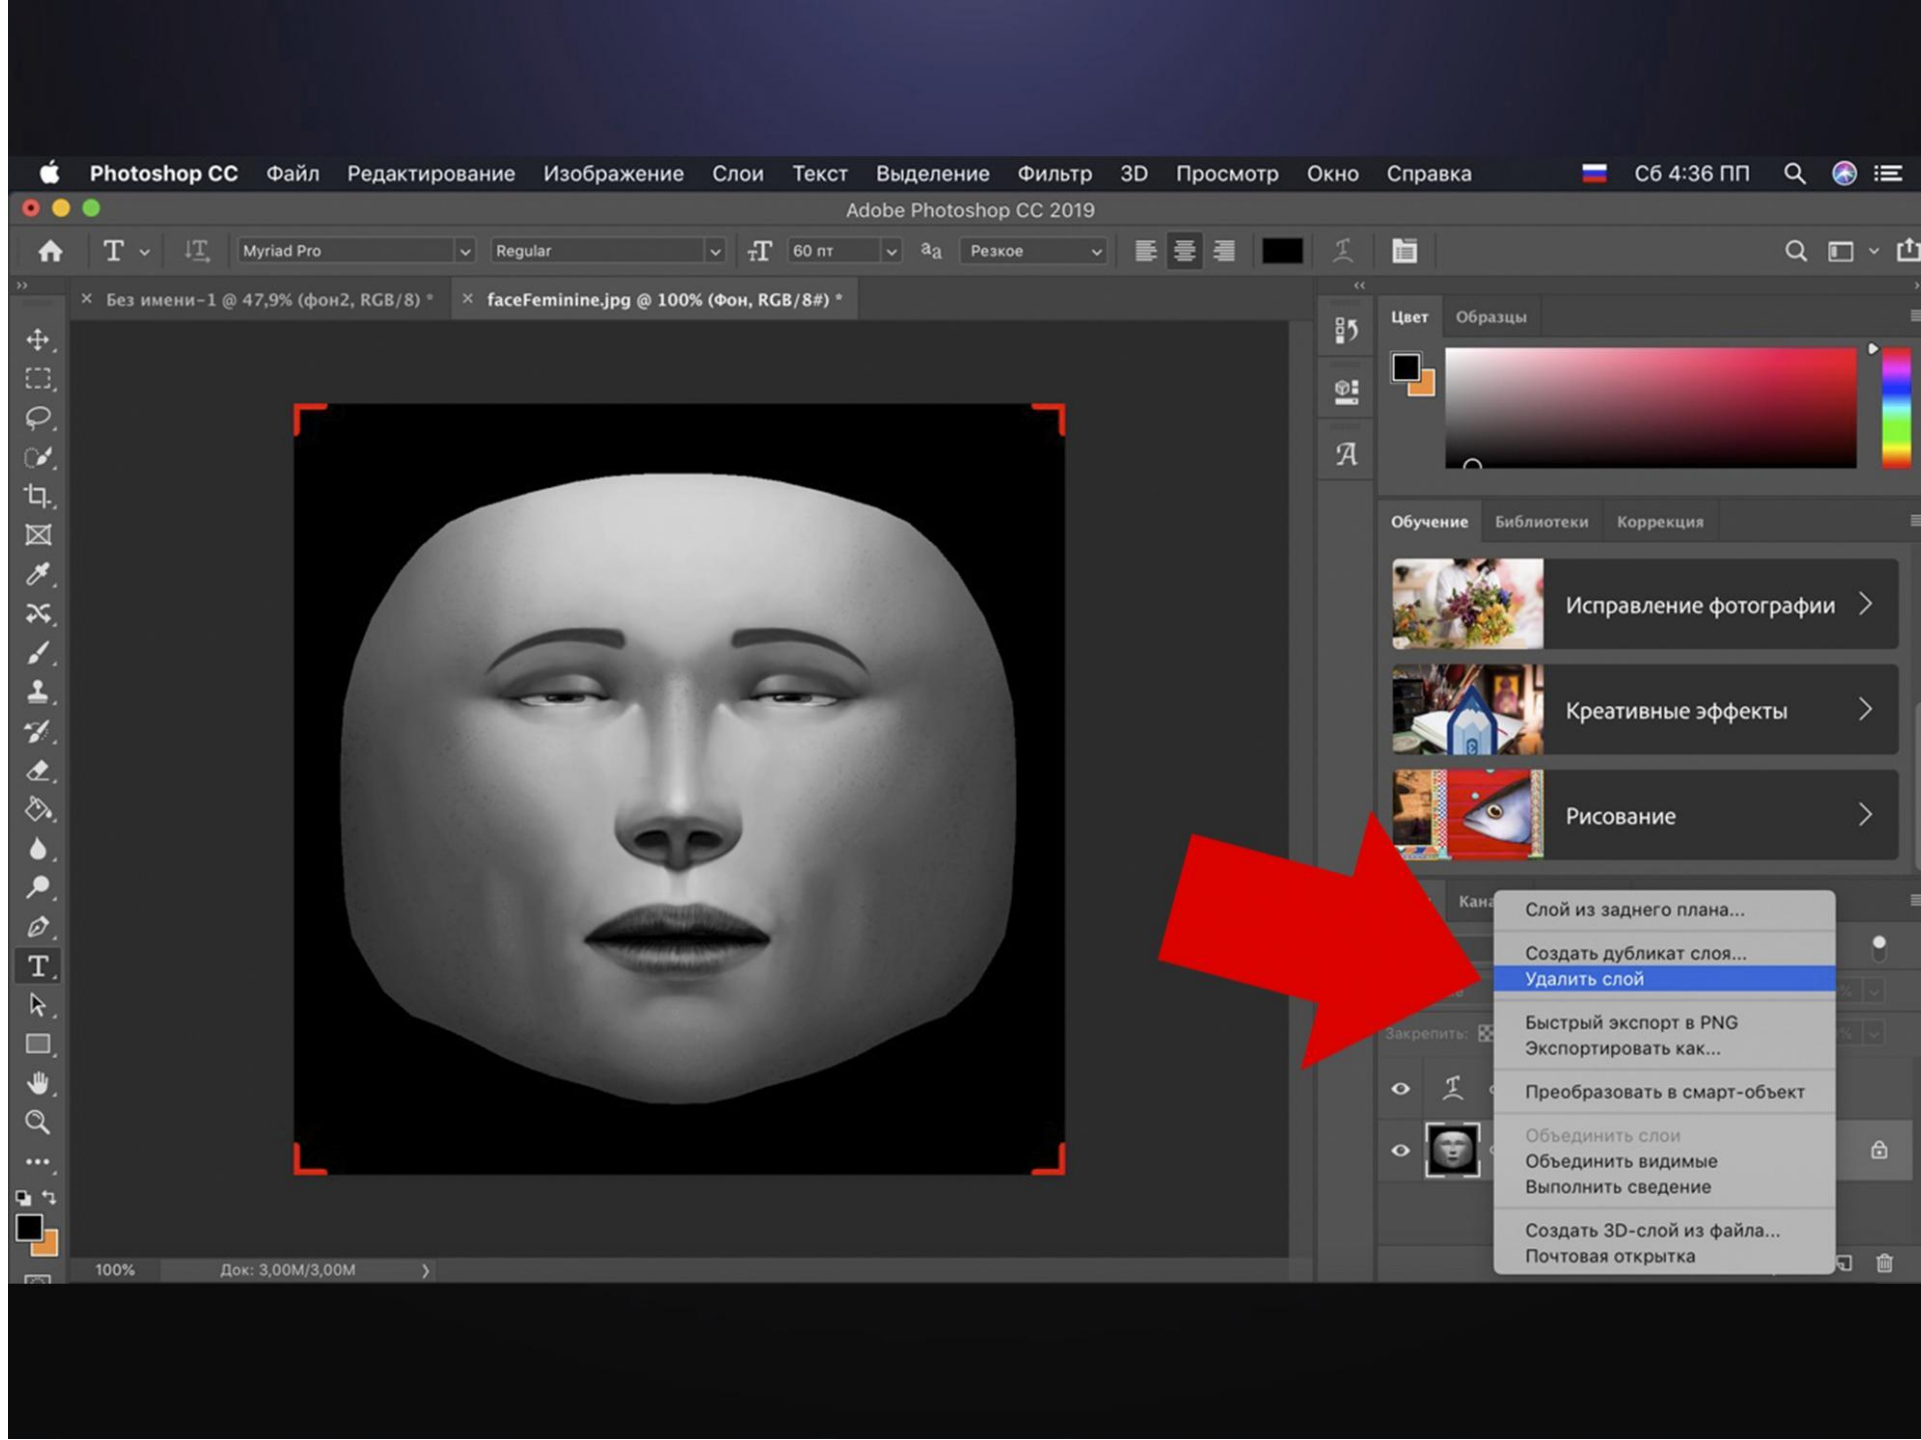 Photoshop CC Файл Редактирование Изображение Слои Текст Выделение Фильтр 3D Просмотр Окно Справка Сб 4:36 ПП
Adobe Photoshop CC 2019
T Myriad Pro Regular 60 пт aа Резкое
× Без имени-1 @ 47,9% (фон2, RGB/8) * × faceFeminine.jpg @ 100% (Фон, RGB/8#) *
Цвет Образцы
Обучение Библиотеки Коррекция
Исправление фотографии
Креативные эффекты
Рисование
Слой из заднего плана...
Создать дубликат слоя...
Удалить слой
Закрепить:
Быстрый экспорт в PNG
Экспортировать как...
Преобразовать в смарт-объект
Объединить слои
Объединить видимые
Выполнить сведение
Создать 3D-слой из файла...
Почтовая открытка
100% Док: 3,00M/3,00M